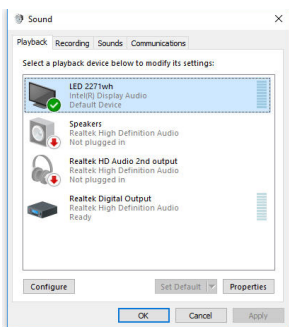 Sound
Playback Recording Sounds Communications
Select a playback device below to modify its settings:
LED 2271wh
Intel(R) Display Audio
Default Device
Speakers
Realtek High Definition Audio
Not plugged in
Realtek HD Audio 2nd output
Realtek High Definition Audio
Not plugged in
Realtek Digital Output
Realtek High Definition Audio
Ready
Configure Set Default Properties
OK Cancel Apply